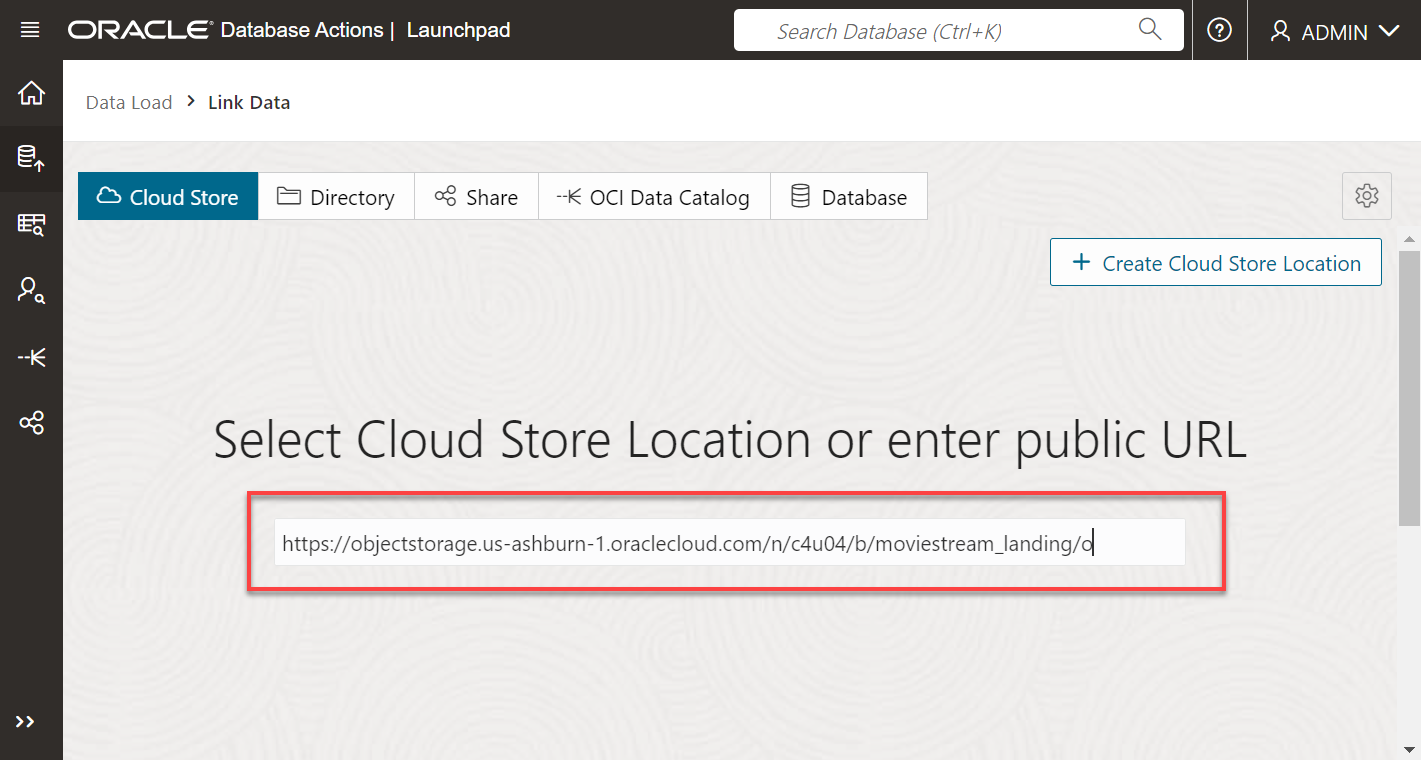 ORACLE Database Actions | Launchpad
Search Database (Ctrl+K)
ADMIN
Data Load > Link Data
Cloud Store
Directory
Share
OCI Data Catalog
Database
+ Create Cloud Store Location
Select Cloud Store Location or enter public URL
https://objectstorage.us-ashburn-1.oraclecloud.com/n/c4u04/b/moviestream_landing/o